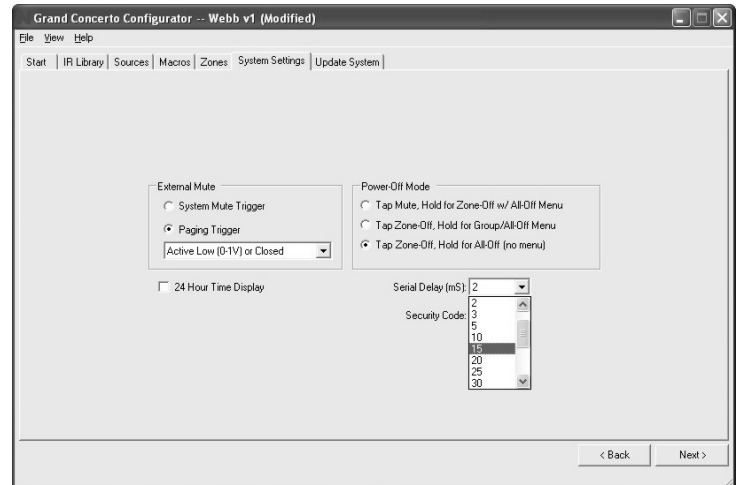 Grand Concerto Configurator -- Webb v1 (Modified)
File View Help
Start IR Library Sources Macros Zones System Settings Update System
External Mute
System Mute Trigger
Paging Trigger
Active Low (0-1V) or Closed
24 Hour Time Display
Power-Off Mode
Tap Mute, Hold for Zone-Off w/ All-Off Menu
Tap Zone-Off, Hold for Group/All-Off Menu
Tap Zone-Off, Hold for All-Off (no menu)
Serial Delay (mS): 2
2
Security Code: 3
5
10
15
20
25
30
< Back Next >